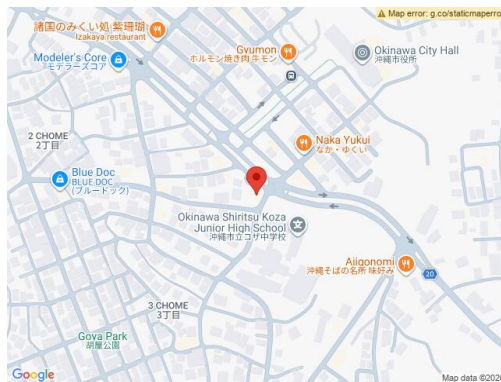 ⚠ Map error: g.co/staticmaperro
諸国のみくい処 紫珊瑚
Izakaya restaurant
Modeler's Core
モデラーズコア
Gyumon
ホルモン焼き肉 牛モン
Okinawa City Hall
沖縄市役所
2 CHOME
2丁目
Naka Yukui
なか・ゆくい
Blue Doc
BLUE DOC
(ブルードック)
Okinawa Shiritsu Koza
Junior High School
沖縄市立コザ中学校
Ajigonomi
沖縄そばの名所 味好み
20
3 CHOME
3丁目
Goya Park
胡屋公園
Google
Map data ©2020